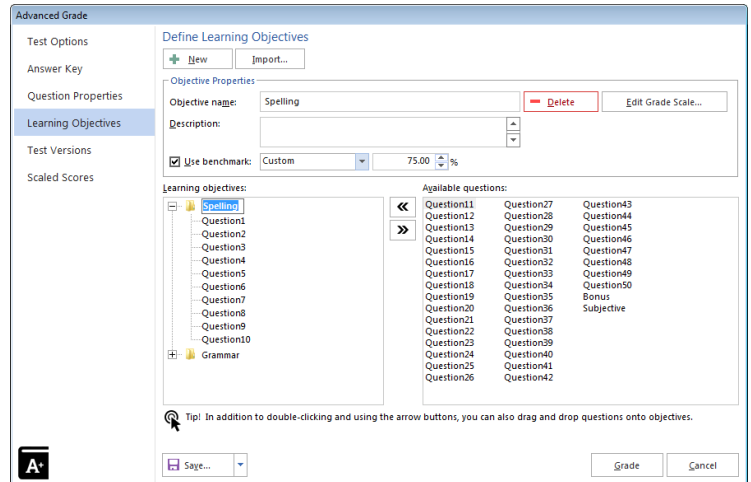 Advanced Grade
Test Options
Answer Key
Question Properties
Learning Objectives
Test Versions
Scaled Scores
Define Learning Objectives
New Import...
Objective Properties
Objective name: Spelling Delete Edit Grade Scale...
Description:
Use benchmark: Custom 75.00 %
Learning objectives:
Spelling
Question1
Question2
Question3
Question4
Question5
Question6
Question7
Question8
Question9
Question10
Grammar
Available questions:
Question11 Question27 Question43
Question12 Question28 Question44
Question13 Question29 Question45
Question14 Question30 Question46
Question15 Question31 Question47
Question16 Question32 Question48
Question17 Question33 Question49
Question18 Question34 Question50
Question19 Question35 Bonus
Question20 Question36 Subjective
Question21 Question37
Question22 Question38
Question23 Question39
Question24 Question40
Question25 Question41
Question26 Question42
Tip! In addition to double-clicking and using the arrow buttons, you can also drag and drop questions onto objectives.
A+
Save... Grade Cancel